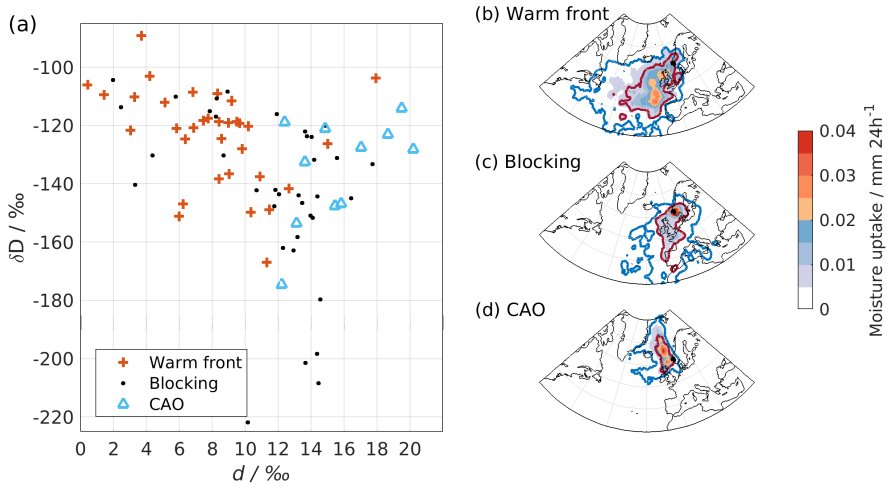 (a)
-100
-120
-140
-160
-180
-200
-220
δD / ‰
0 2 4 6 8 10 12 14 16 18 20
d / ‰
Warm front
Blocking
CAO
(b) Warm front
(c) Blocking
(d) CAO
0.04
0.03
0.02
0.01
0
Moisture uptake / mm 24h⁻¹